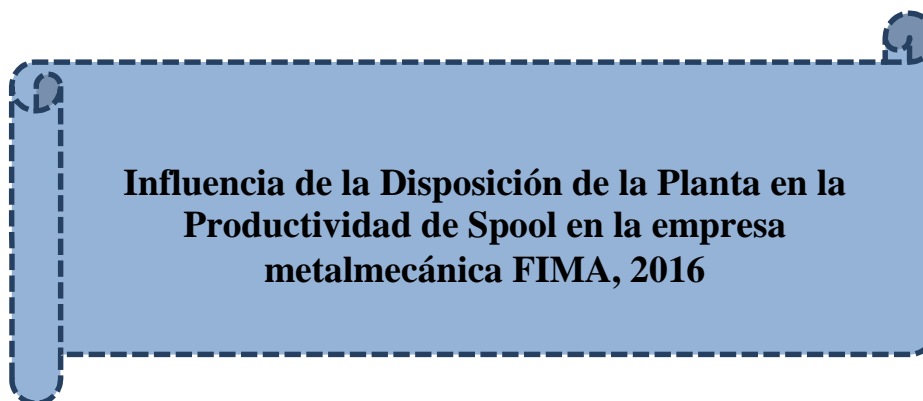 Influencia de la Disposición de la Planta en la
Productividad de Spool en la empresa
metalmecánica FIMA, 2016